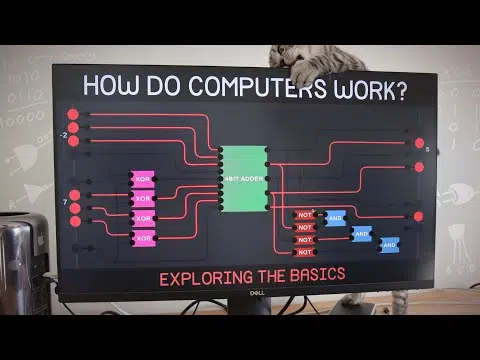 HOW DO COMPUTERS WORK?
-2
5
4BIT ADDER
XOR
7
XOR
XOR
XOR
NOT
AND
NOT
AND
NOT
AND
NOT
EXPLORING THE BASICS
DELL